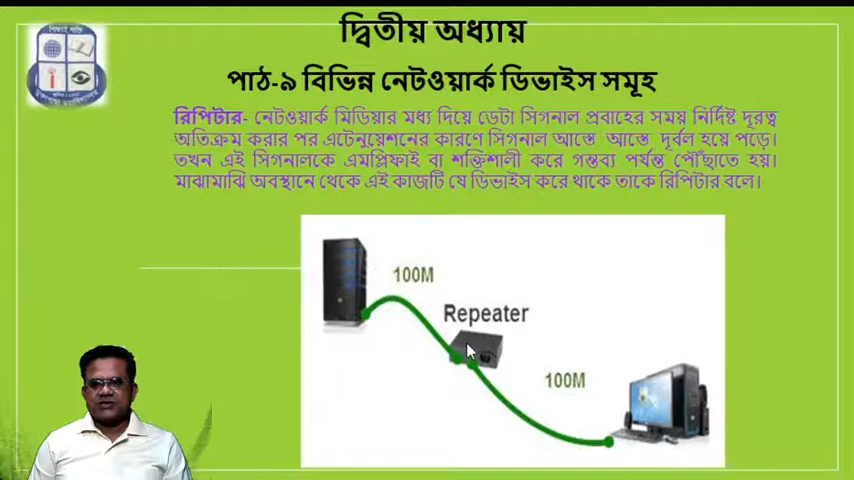 দ্বিতীয় অধ্যায়
পাঠ-৯ বিভিন্ন নেটওয়ার্ক ডিভাইস সমূহ
রিপিটার- নেটওয়ার্ক মিডিয়ার মধ্য দিয়ে ডেটা সিগনাল প্রবাহের সময় নির্দিষ্ট দূরত্ব
অতিক্রম করার পর এটেনুয়েশনের কারণে সিগনাল আস্তে আস্তে দূর্বল হয়ে পড়ে।
তখন এই সিগনালকে এমপ্লিফাই বা শক্তিশালী করে গন্তব্য পর্যন্ত পৌঁছাতে হয়।
মাঝামাঝি অবস্থানে থেকে এই কাজটি যে ডিভাইস করে থাকে তাকে রিপিটার বলে।
100M
Repeater
100M